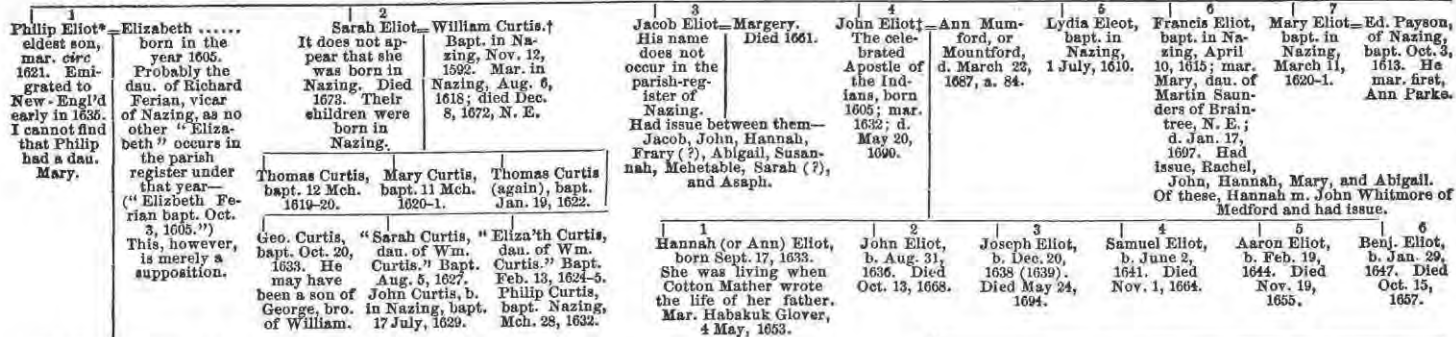 1
Philip Eliot* =
eldest son,
mar. circ
1621. Emi-
grated to
New-Engl'd
early in 1635.
I cannot find
that Philip
had a dau.
Mary.
Elizabeth ......
born in the
year 1605.
Probably the
dau. of Richard
Ferian, vicar
of Nazing, as no
other "Eliza-
beth" occurs in
the parish
register under
that year—
("Elizbeth Fe-
rian bapt. Oct.
3, 1605.")
This, however,
is merely a
supposition.
2
Sarah Eliot =
It does not ap-
pear that she
was born in
Nazing. Died
1673. Their
children were
born in
Nazing.
William Curtis.†
Bapt. in Na-
zing, Nov. 12,
1592. Mar. in
Nazing, Aug. 6,
1618; died Dec.
8, 1672, N. E.
Thomas Curtis,
bapt. 12 Mch.
1619-20.
Mary Curtis,
bapt. 11 Mch.
1620-1.
Thomas Curtis
(again), bapt.
Jan. 19, 1622.
Geo. Curtis,
bapt. Oct. 20,
1633. He
may have
been a son of
George, bro.
of William.
"Sarah Curtis,
dau. of Wm.
Curtis." Bapt.
Aug. 5, 1627.
John Curtis, b.
in Nazing, bapt.
17 July, 1629.
"Eliza'th Curtis,
dau. of Wm.
Curtis." Bapt.
Feb. 13, 1624-5.
Philip Curtis,
bapt. Nazing,
Mch. 28, 1632.
3
Jacob Eliot =
His name
does not
occur in the
parish-reg-
ister of
Nazing.
Margery.
Died 1661.
Had issue between them—
Jacob, John, Hannah,
Frary (?), Abigail, Susan-
nah, Mehetable, Sarah (?),
and Asaph.
4
John Eliot‡ =
The cele-
brated
Apostle of
the Ind-
ians, born
1605; mar.
1632; d.
May 20,
1690.
Ann Mum-
ford, or
Mountford,
d. March 22,
1687, a. 84.
5
Lydia Eleot,
bapt. in
Nazing,
1 July, 1610.
6
Francis Eliot,
bapt. in Na-
zing, April
10, 1615; mar.
Mary, dau. of
Martin Saun-
ders of Brain-
tree, N. E.;
d. Jan. 17,
1697. Had
issue, Rachel,
John, Hannah, Mary, and Abigail.
Of these, Hannah m. John Whitmore of
Medford and had issue.
7
Mary Eliot =
bapt. in
Nazing,
March 11,
1620-1.
Ed. Payson,
of Nazing,
bapt. Oct. 3,
1613. He
mar. first,
Ann Parke.
1
Hannah (or Ann) Eliot,
born Sept. 17, 1633.
She was living when
Cotton Mather wrote
the life of her father.
Mar. Habakuk Glover,
4 May, 1653.
2
John Eliot,
b. Aug. 31,
1636. Died
Oct. 13, 1668.
3
Joseph Eliot,
b. Dec. 20,
1638 (1639).
Died May 24,
1694.
4
Samuel Eliot,
b. June 2,
1641. Died
Nov. 1, 1664.
5
Aaron Eliot,
b. Feb. 19,
1644. Died
Nov. 19,
1655.
6
Benj. Eliot,
b. Jan. 29,
1647. Died
Oct. 15,
1657.